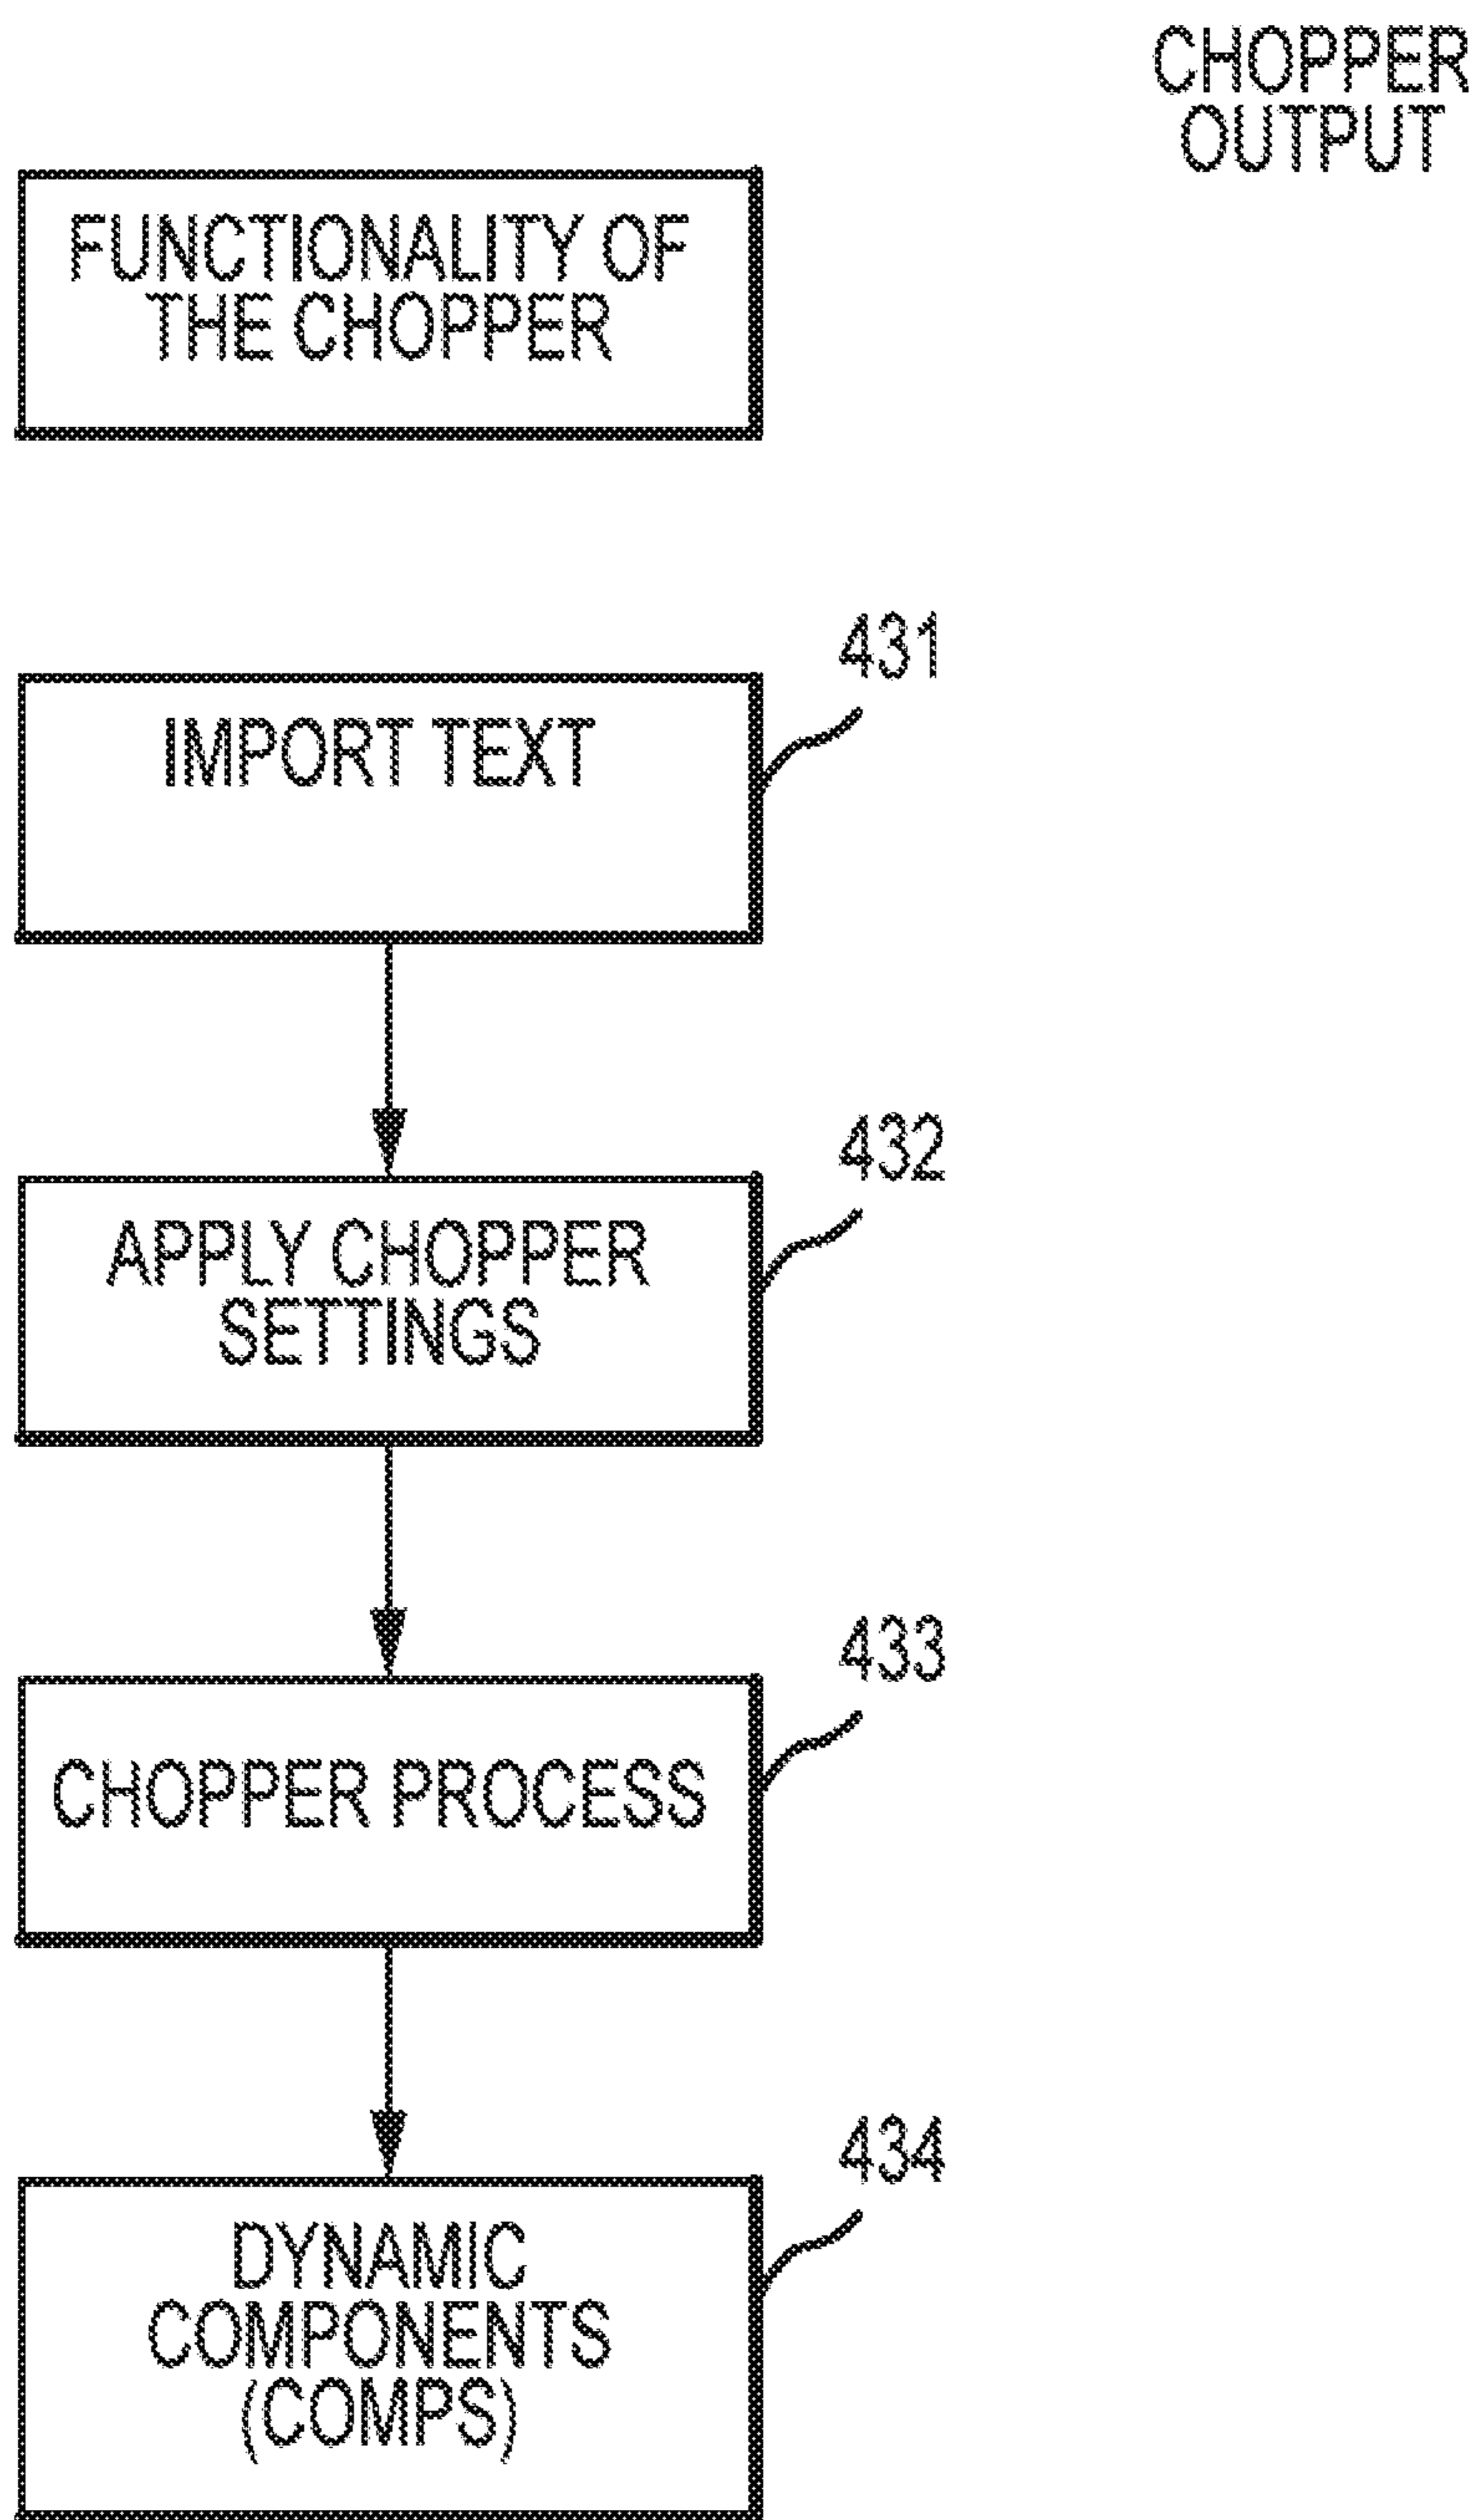 CHOPPER
OUTPUT
FUNCTIONALITY OF
THE CHOPPER
431
IMPORT TEXT
432
APPLY CHOPPER
SETTINGS
433
CHOPPER PROCESS
434
DYNAMIC
COMPONENTS
(COMPS)